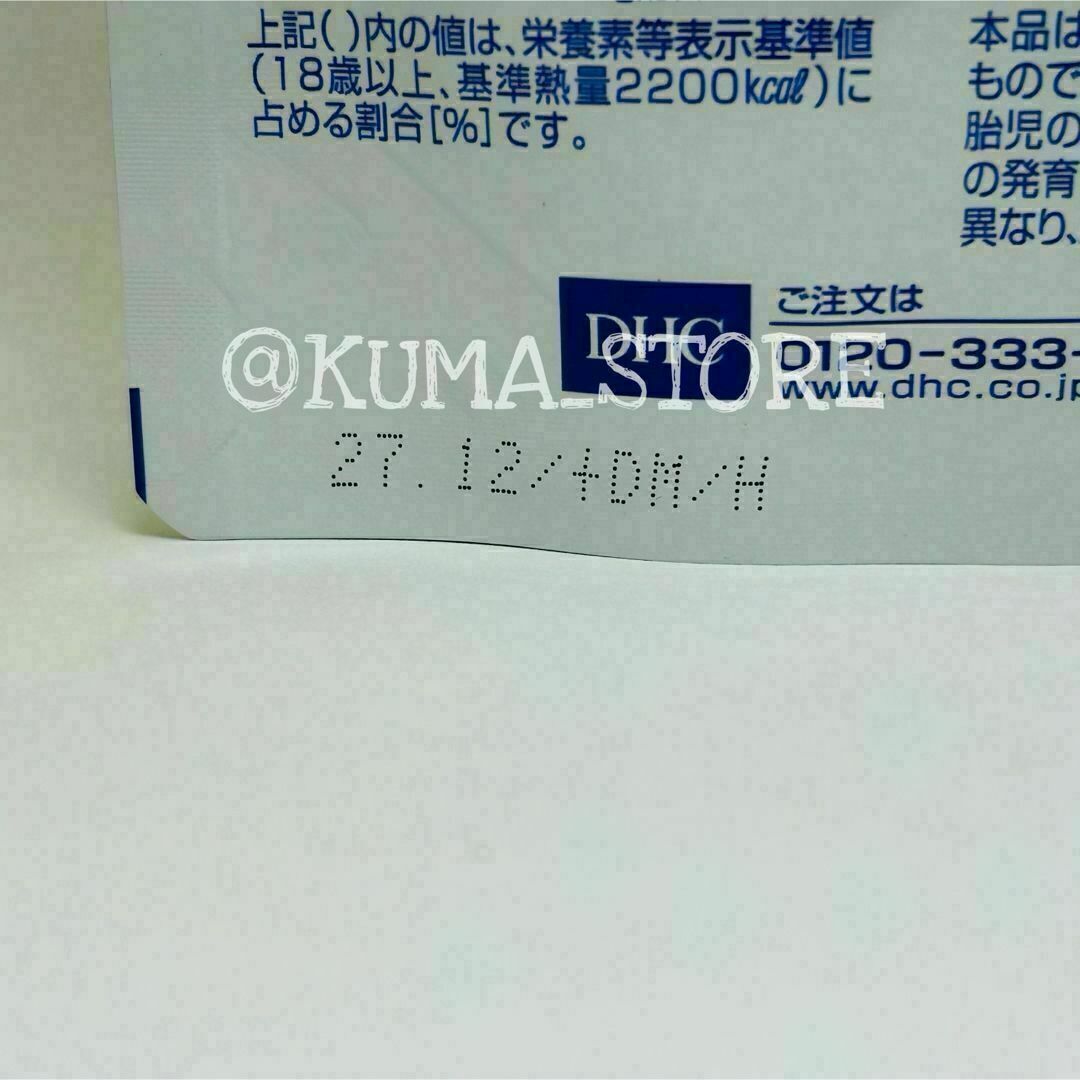 上記( )内の値は、栄養素等表示基準値
(18歳以上、基準熱量2200kcal)に
占める割合[%]です。
本品は
もので
胎児の
の発育
異なり、
DHC
ご注文は
0120-333-
www.dhc.co.jp
@KUMA_STORE
27.12/4DM/H